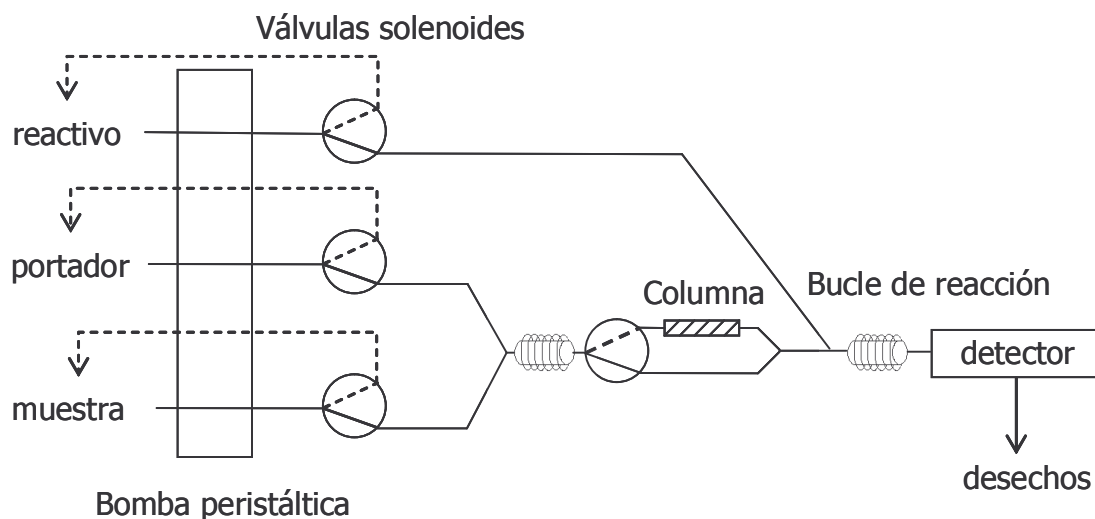 Válvulas solenoides
reactivo
portador
Columna
Bucle de reacción
detector
muestra
desechos
Bomba peristáltica